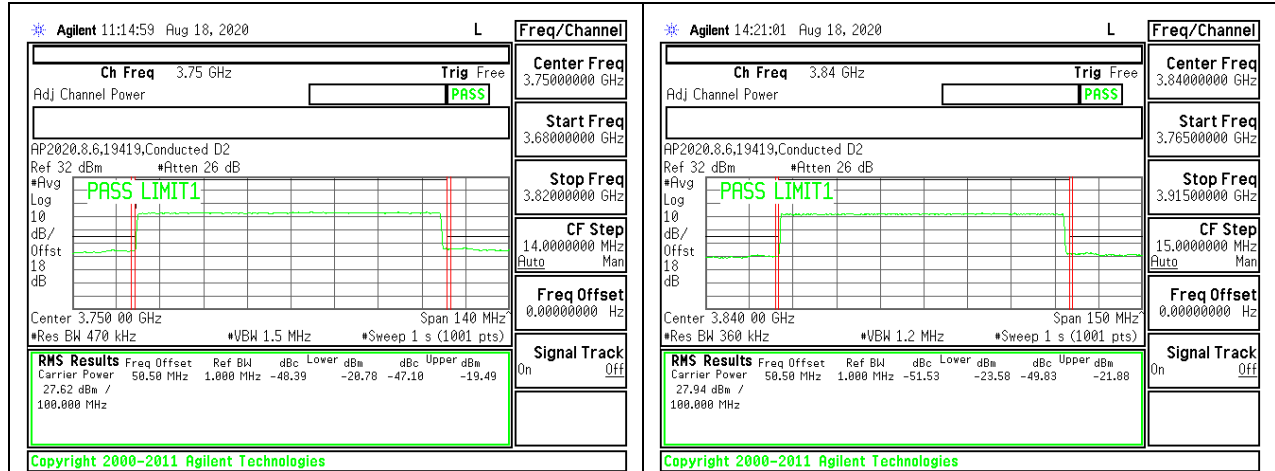 Agilent 11:14:59 Aug 18, 2020 L Freq/Channel
Ch Freq 3.75 GHz Trig Free
Adj Channel Power PASS
Center Freq
3.75000000 GHz
Start Freq
3.68000000 GHz
AP2020.8.6,19419,Conducted D2
Ref 32 dBm #Atten 26 dB
#Avg
Log
10
dB/
Offst
18
dB
PASS LIMIT1
Stop Freq
3.82000000 GHz
CF Step
14.0000000 MHz
Auto Man
Freq Offset
0.00000000 Hz
Center 3.750 00 GHz Span 140 MHz^
#Res BW 470 kHz #VBW 1.5 MHz #Sweep 1 s (1001 pts)
Signal Track
On Off
RMS Results Freq Offset Ref BW dBc Lower dBm dBc Upper dBm
Carrier Power 50.50 MHz 1.000 MHz -48.39 -20.78 -47.10 -19.49
27.62 dBm /
100.000 MHz
Copyright 2000-2011 Agilent Technologies
Agilent 14:21:01 Aug 18, 2020 L Freq/Channel
Ch Freq 3.84 GHz Trig Free
Adj Channel Power PASS
Center Freq
3.84000000 GHz
Start Freq
3.76500000 GHz
AP2020.8.6,19419,Conducted D2
Ref 32 dBm #Atten 26 dB
#Avg
Log
10
dB/
Offst
18
dB
PASS LIMIT1
Stop Freq
3.91500000 GHz
CF Step
15.0000000 MHz
Auto Man
Freq Offset
0.00000000 Hz
Center 3.840 00 GHz Span 150 MHz^
#Res BW 360 kHz #VBW 1.2 MHz #Sweep 1 s (1001 pts)
Signal Track
On Off
RMS Results Freq Offset Ref BW dBc Lower dBm dBc Upper dBm
Carrier Power 50.50 MHz 1.000 MHz -51.53 -23.58 -49.83 -21.88
27.94 dBm /
100.000 MHz
Copyright 2000-2011 Agilent Technologies